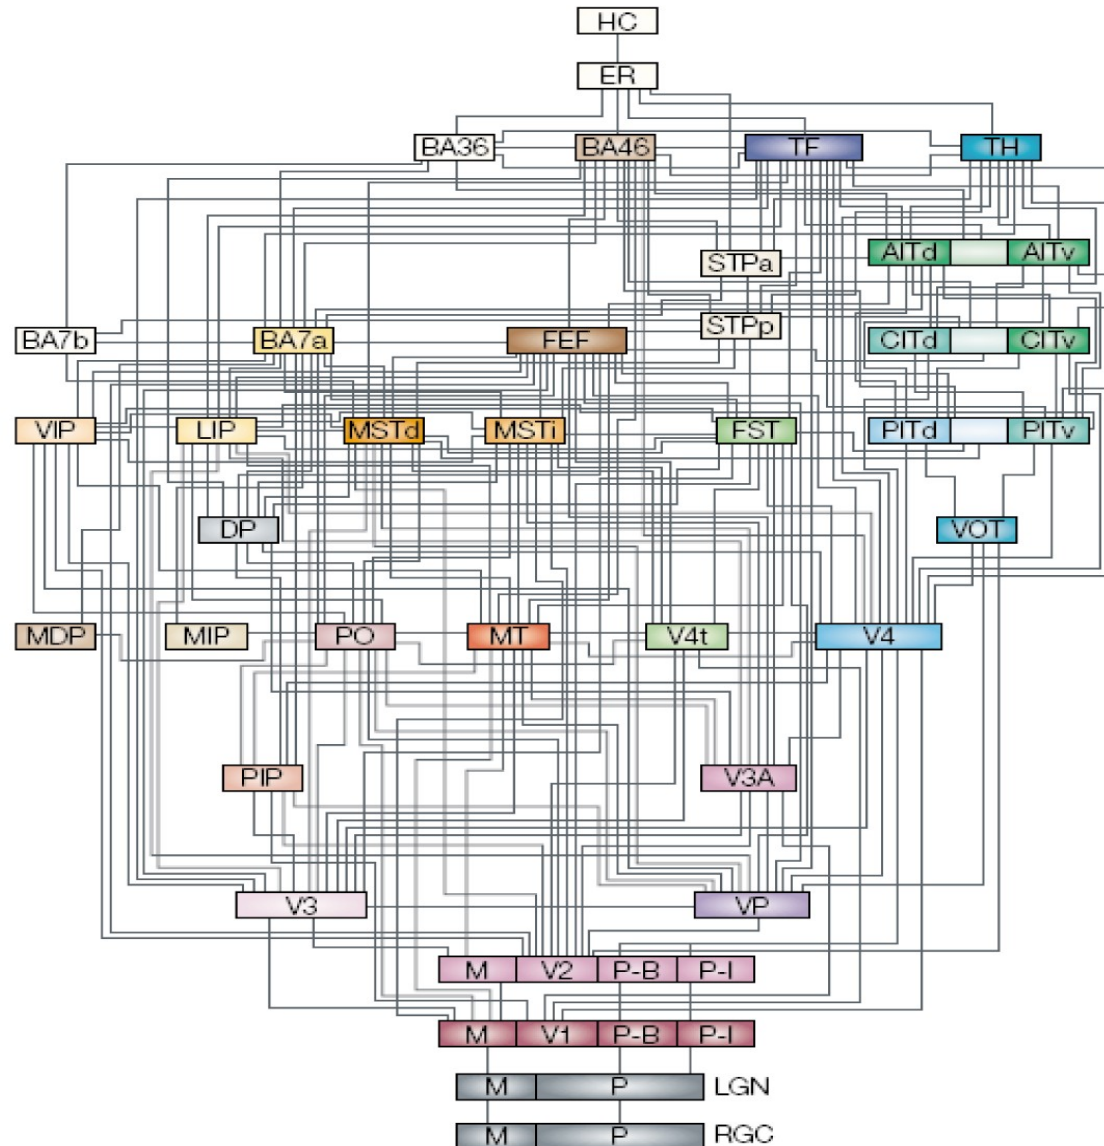 HC
ER
BA36 BA46 TF TH
STPa AITd AITv
BA7b BA7a FEF STPp CITd CITv
VIP LIP MSTd MSTi FST PITd PITv
DP VOT
MDP MIP PO MT V4t V4
PIP V3A
V3 VP
M V2 P-B P-I
M V1 P-B P-I
M P LGN
M P RGC